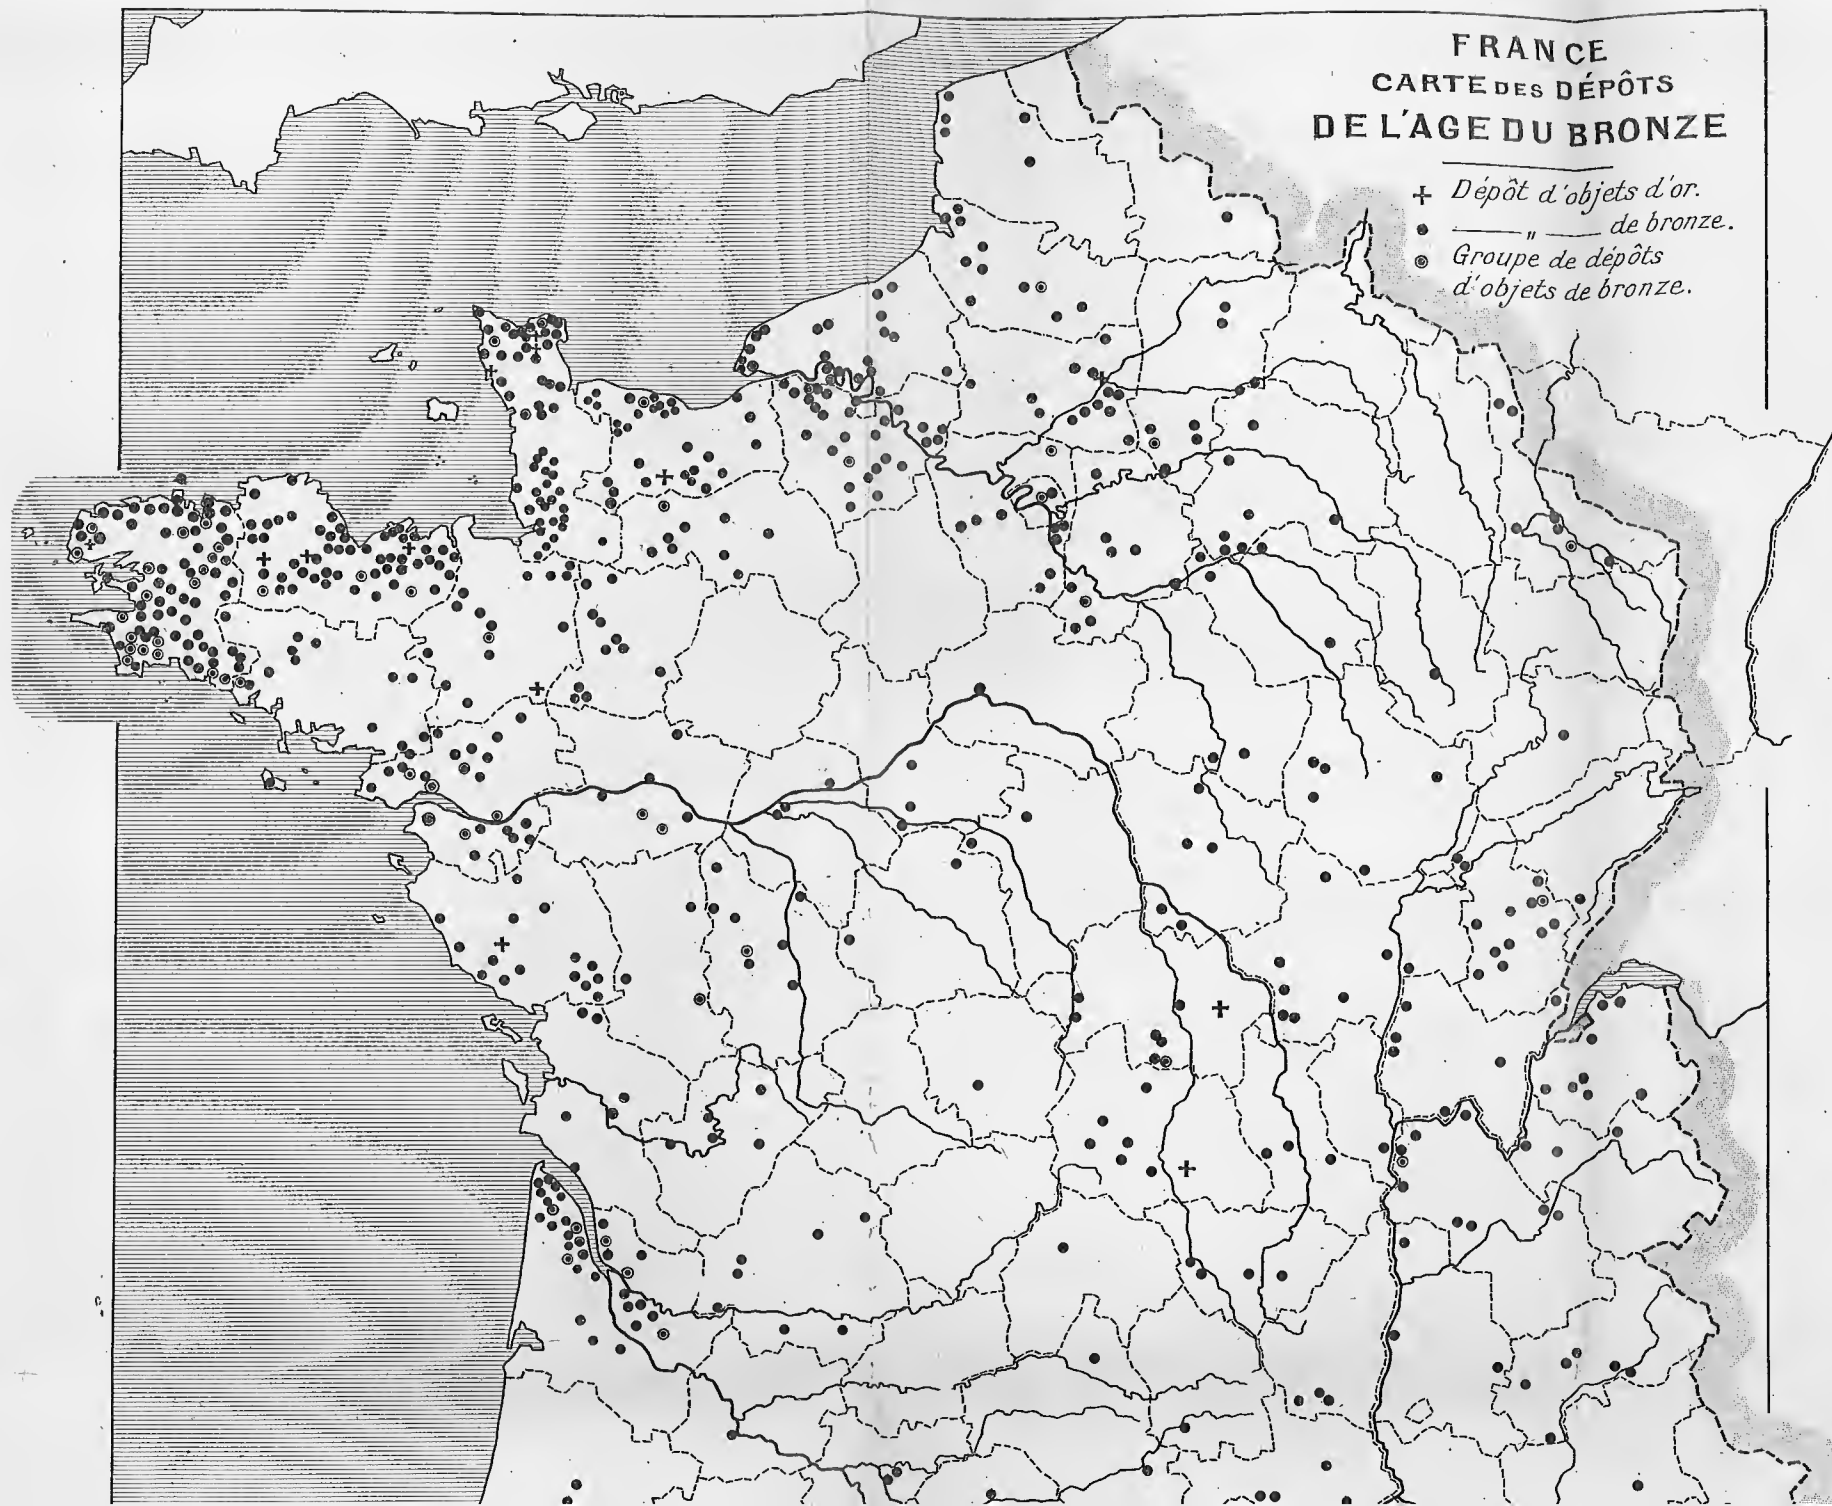 FRANCE
CARTE DES DÉPÔTS
DE L'AGE DU BRONZE
Dépôt d'objets d'or.
—— „ —— de bronze.
Groupe de dépôts
d'objets de bronze.